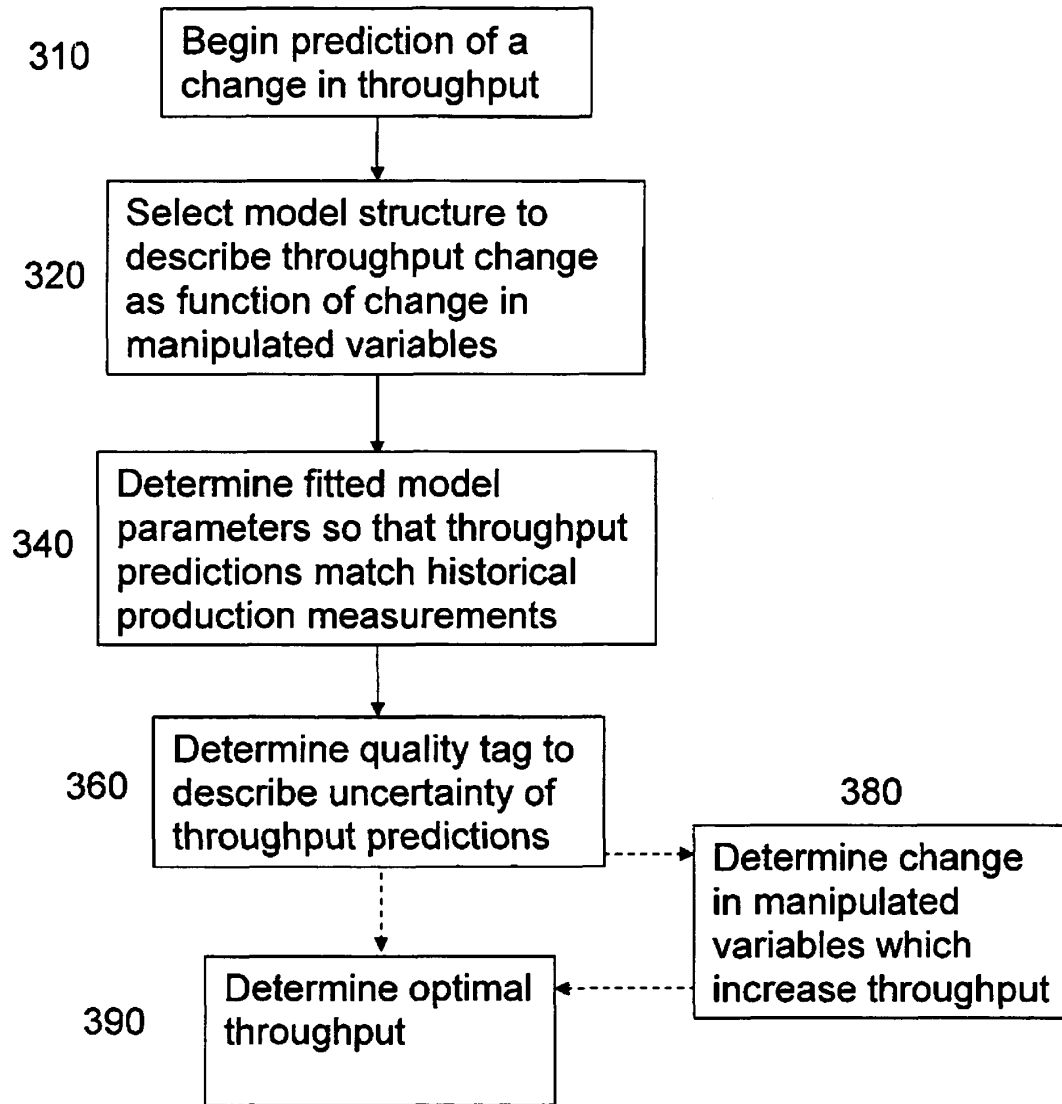 310
Begin prediction of a
change in throughput
320
Select model structure to
describe throughput change
as function of change in
manipulated variables
340
Determine fitted model
parameters so that throughput
predictions match historical
production measurements
360
Determine quality tag to
describe uncertainty of
throughput predictions
380
Determine change
in manipulated
variables which
increase throughput
390
Determine optimal
throughput